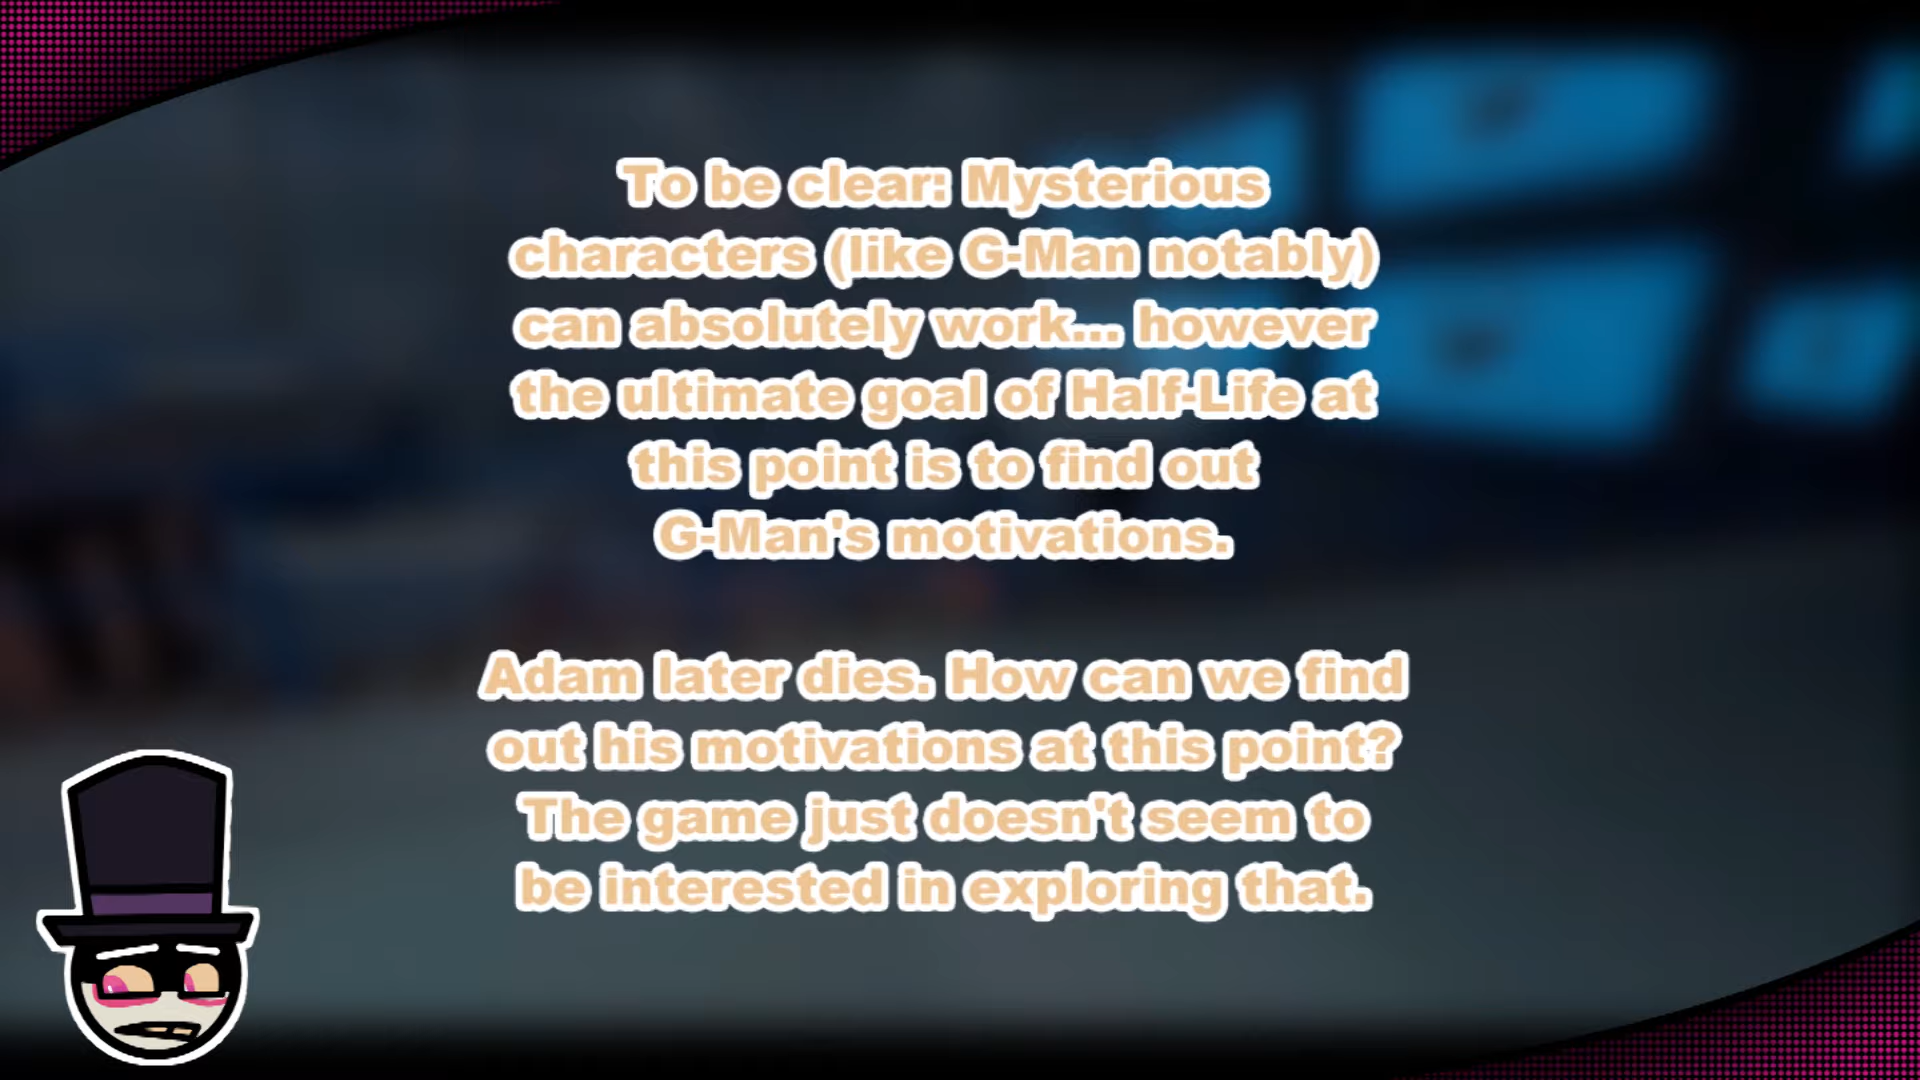 To be clear: Mysterious
characters (like G-Man notably)
can absolutely work... however
the ultimate goal of Half-Life at
this point is to find out
G-Man's motivations.
Adam later dies. How can we find
out his motivations at this point?
The game just doesn't seem to
be interested in exploring that.